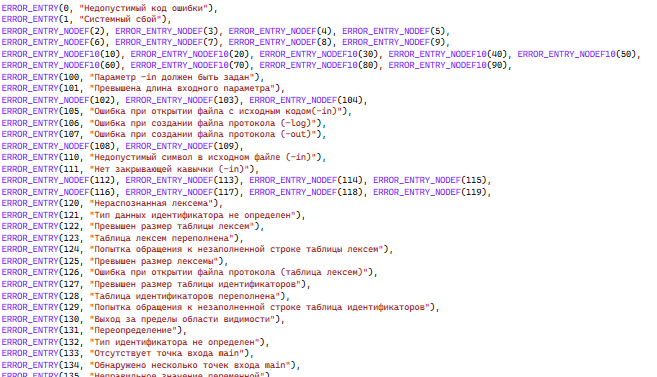 ERROR_ENTRY(0, "Недопустимый код ошибки"),
ERROR_ENTRY(1, "Системный сбой"),
ERROR_ENTRY_NODEF(2), ERROR_ENTRY_NODEF(3), ERROR_ENTRY_NODEF(4), ERROR_ENTRY_NODEF(5),
ERROR_ENTRY_NODEF(6), ERROR_ENTRY_NODEF(7), ERROR_ENTRY_NODEF(8), ERROR_ENTRY_NODEF(9),
ERROR_ENTRY_NODEF10(10), ERROR_ENTRY_NODEF10(20), ERROR_ENTRY_NODEF10(30), ERROR_ENTRY_NODEF10(40), ERROR_ENTRY_NODEF10(50),
ERROR_ENTRY_NODEF10(60), ERROR_ENTRY_NODEF10(70), ERROR_ENTRY_NODEF10(80), ERROR_ENTRY_NODEF10(90),
ERROR_ENTRY(100, "Параметр -in должен быть задан"),
ERROR_ENTRY(101, "Превышена длина входного параметра"),
ERROR_ENTRY_NODEF(102), ERROR_ENTRY_NODEF(103), ERROR_ENTRY_NODEF(104),
ERROR_ENTRY(105, "Ошибка при открытии файла с исходным кодом(-in)"),
ERROR_ENTRY(106, "Ошибка при создании файла протокола (-log)"),
ERROR_ENTRY(107, "Ошибка при создании файла протокола (-out)"),
ERROR_ENTRY_NODEF(108), ERROR_ENTRY_NODEF(109),
ERROR_ENTRY(110, "Недопустимый символ в исходном файле (-in)"),
ERROR_ENTRY(111, "Нет закрывающей кавычки (-in)"),
ERROR_ENTRY_NODEF(112), ERROR_ENTRY_NODEF(113), ERROR_ENTRY_NODEF(114), ERROR_ENTRY_NODEF(115),
ERROR_ENTRY_NODEF(116), ERROR_ENTRY_NODEF(117), ERROR_ENTRY_NODEF(118), ERROR_ENTRY_NODEF(119),
ERROR_ENTRY(120, "Нераспознанная лексема"),
ERROR_ENTRY(121, "Тип данных идентификатора не определен"),
ERROR_ENTRY(122, "Превышен размер таблицы лексем"),
ERROR_ENTRY(123, "Таблица лексем переполнена"),
ERROR_ENTRY(124, "Попытка обращения к незаполненной строке таблицы лексем"),
ERROR_ENTRY(125, "Превышен размер лексемы"),
ERROR_ENTRY(126, "Ошибка при открытии файла протокола (таблица лексем)"),
ERROR_ENTRY(127, "Превышен размер таблицы идентификаторов"),
ERROR_ENTRY(128, "Таблица идентификаторов переполнена"),
ERROR_ENTRY(129, "Попытка обращения к незаполненной строке таблицы идентификаторов"),
ERROR_ENTRY(130, "Выход за пределы области видимости"),
ERROR_ENTRY(131, "Переопределение"),
ERROR_ENTRY(132, "Тип идентификатора не определен"),
ERROR_ENTRY(133, "Отсутствует точка входа main"),
ERROR_ENTRY(134, "Обнаружено несколько точек входа main"),
ERROR_ENTRY(135, "Неправильное значение переменной"),